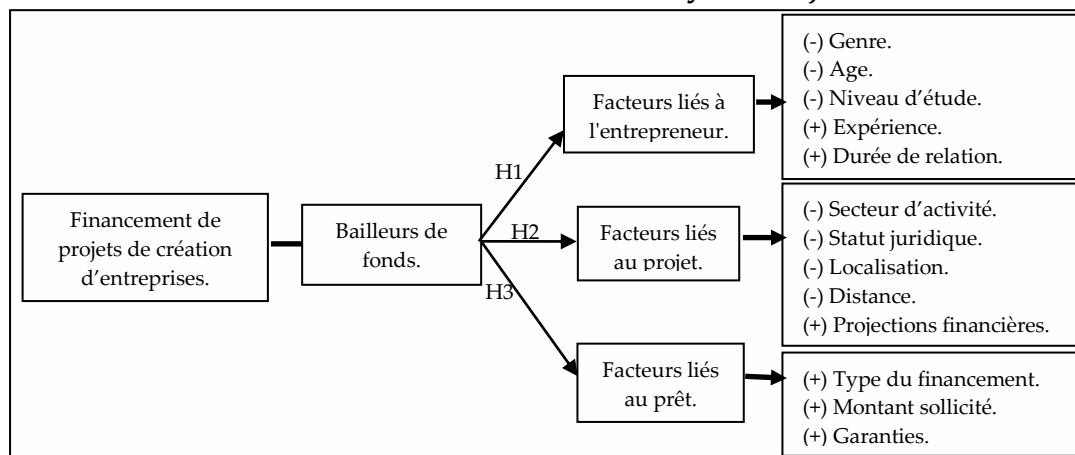 (-) Genre.
(-) Age.
(-) Niveau d'étude.
(+) Expérience.
(+) Durée de relation.
Facteurs liés à
l'entrepreneur.
H1
Financement de
projets de création
d'entreprises.
Bailleurs de
fonds.
H2
Facteurs liés
au projet.
(-) Secteur d'activité.
(-) Statut juridique.
(-) Localisation.
(-) Distance.
(+) Projections financières.
H3
Facteurs liés
au prêt.
(+) Type du financement.
(+) Montant sollicité.
(+) Garanties.